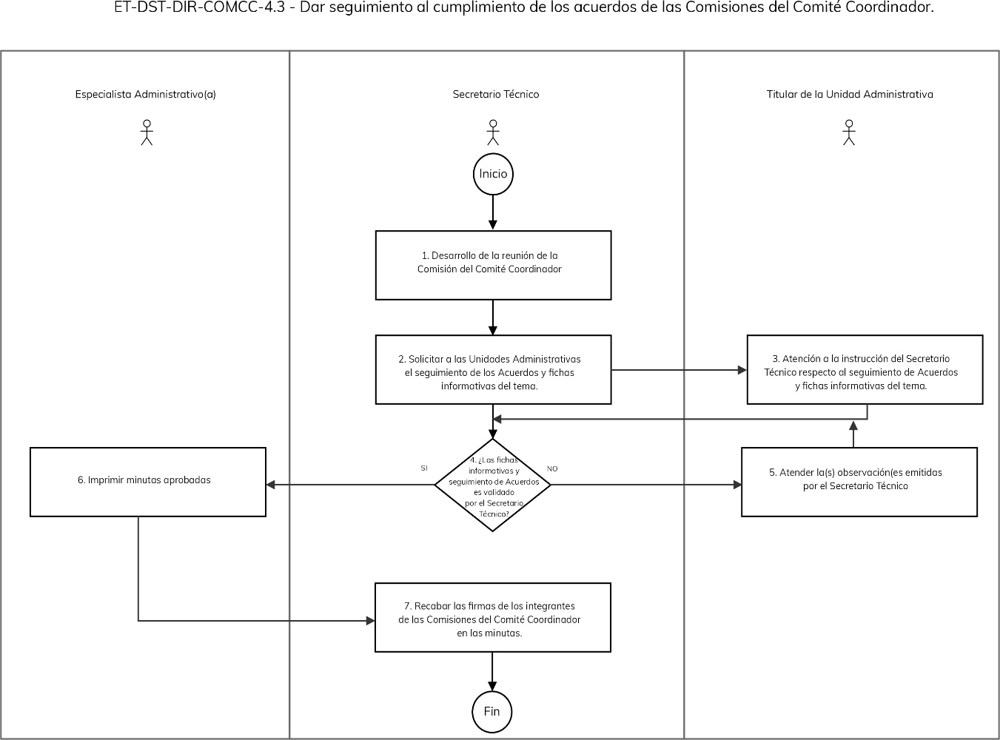 ET-DST-DIR-COMCC-4.3 - Dar seguimiento al cumplimiento de los acuerdos de las Comisiones del Comité Coordinador.
Especialista Administrativo(a)
Secretario Técnico
Titular de la Unidad Administrativa
Inicio
1. Desarrollo de la reunión de la
Comisión del Comité Coordinador
2. Solicitar a las Unidades Administrativas
el seguimiento de los Acuerdos y fichas
informativas del tema.
3. Atención a la instrucción del Secretario
Técnico respecto al seguimiento de Acuerdos
y fichas informativas del tema.
4. ¿Las fichas
informativas y
seguimiento de Acuerdos
es validado
por el Secretario
Técnico?
SI
NO
5. Atender la(s) observación(es emitidas
por el Secretario Técnico
6. Imprimir minutas aprobadas
7. Recabar las firmas de los integrantes
de las Comisiones del Comité Coordinador
en las minutas.
Fin